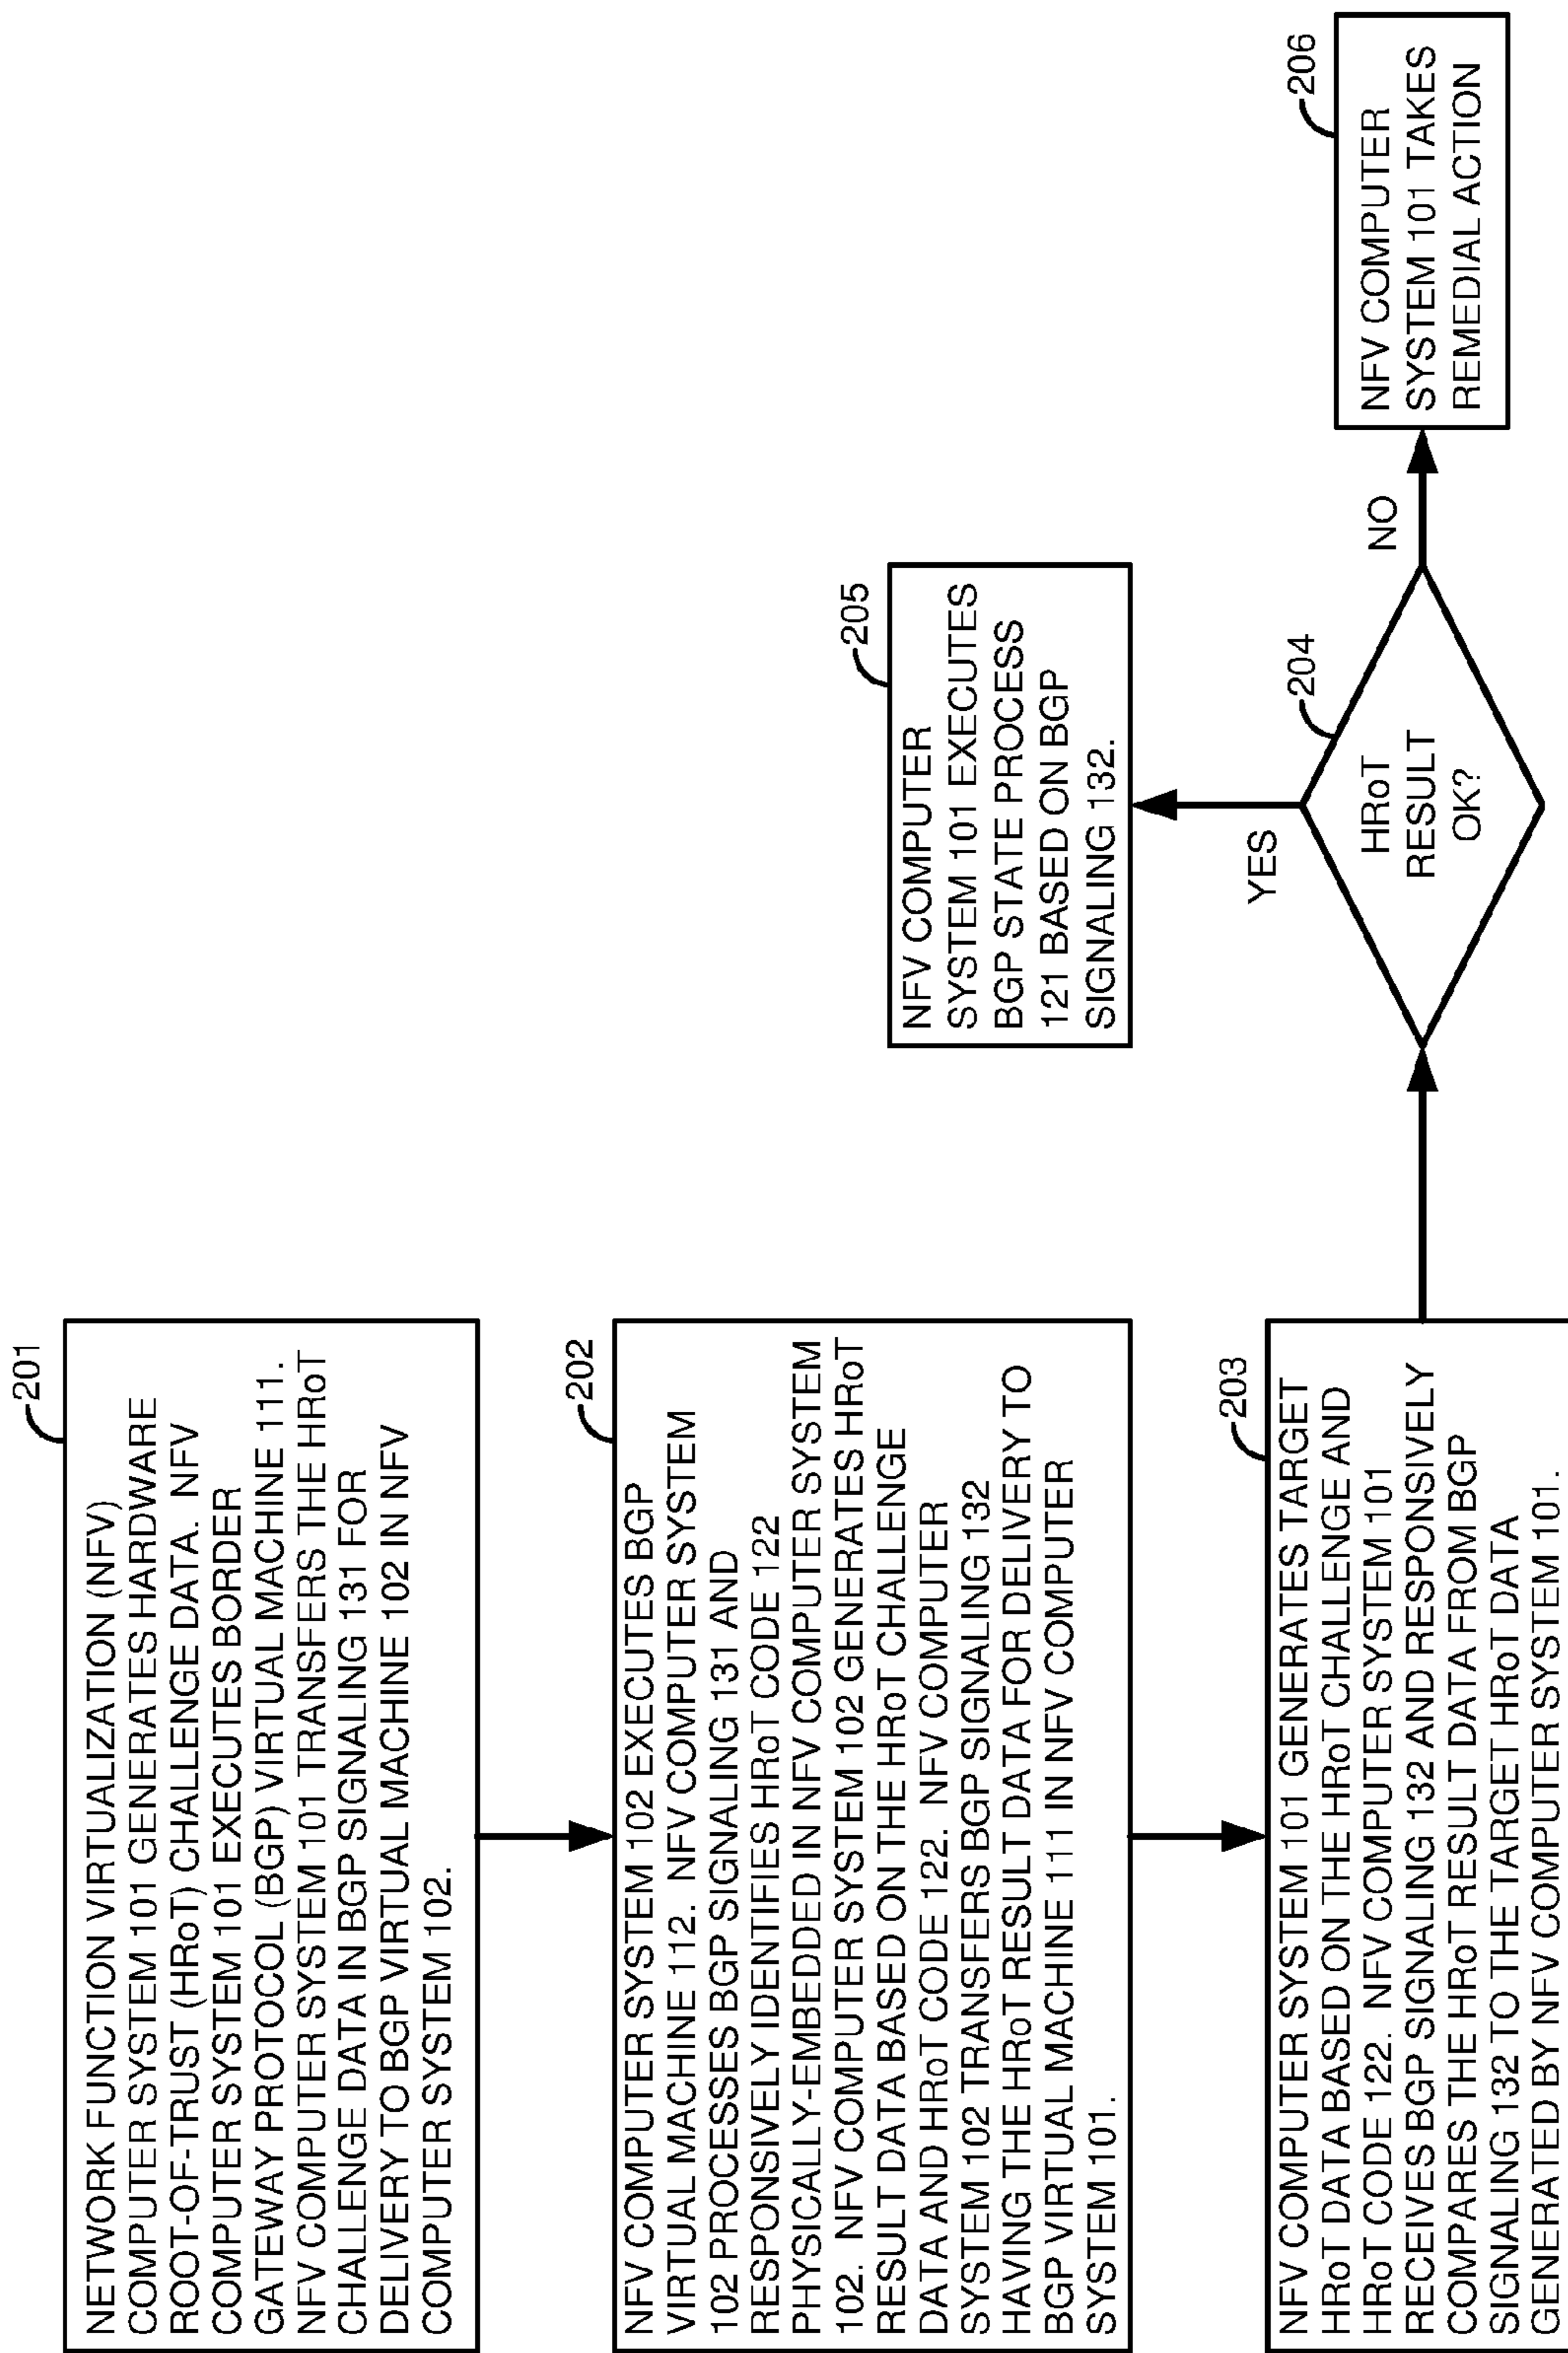 201
NETWORK FUNCTION VIRTUALIZATION (NFV)
COMPUTER SYSTEM 101 GENERATES HARDWARE
ROOT-OF-TRUST (HRoT) CHALLENGE DATA. NFV
COMPUTER SYSTEM 101 EXECUTES BORDER
GATEWAY PROTOCOL (BGP) VIRTUAL MACHINE 111.
NFV COMPUTER SYSTEM 101 TRANSFERS THE HRoT
CHALLENGE DATA IN BGP SIGNALING 131 FOR
DELIVERY TO BGP VIRTUAL MACHINE 102 IN NFV
COMPUTER SYSTEM 102.
202
NFV COMPUTER SYSTEM 102 EXECUTES BGP
VIRTUAL MACHINE 112. NFV COMPUTER SYSTEM
102 PROCESSES BGP SIGNALING 131 AND
RESPONSIVELY IDENTIFIES HRoT CODE 122
PHYSICALLY-EMBEDDED IN NFV COMPUTER SYSTEM
102. NFV COMPUTER SYSTEM 102 GENERATES HRoT
RESULT DATA BASED ON THE HRoT CHALLENGE
DATA AND HRoT CODE 122. NFV COMPUTER
SYSTEM 102 TRANSFERS BGP SIGNALING 132
HAVING THE HRoT RESULT DATA FOR DELIVERY TO
BGP VIRTUAL MACHINE 111 IN NFV COMPUTER
SYSTEM 101.
203
NFV COMPUTER SYSTEM 101 GENERATES TARGET
HRoT DATA BASED ON THE HRoT CHALLENGE AND
HRoT CODE 122. NFV COMPUTER SYSTEM 101
RECEIVES BGP SIGNALING 132 AND RESPONSIVELY
COMPARES THE HRoT RESULT DATA FROM BGP
SIGNALING 132 TO THE TARGET HRoT DATA
GENERATED BY NFV COMPUTER SYSTEM 101.
204
HRoT
RESULT
OK?
YES
205
NFV COMPUTER
SYSTEM 101 EXECUTES
BGP STATE PROCESS
121 BASED ON BGP
SIGNALING 132.
NO
206
NFV COMPUTER
SYSTEM 101 TAKES
REMEDIAL ACTION